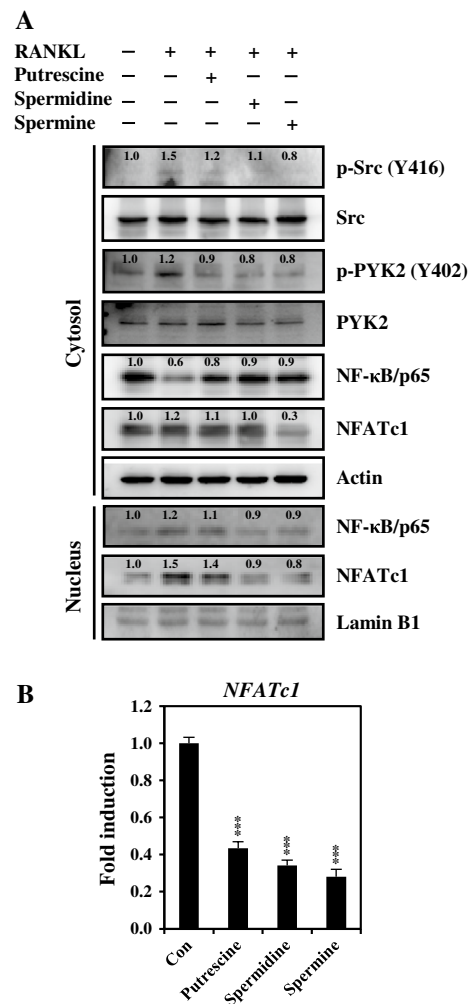 A
RANKL – + + + +
Putrescine – – + – –
Spermidine – – – + –
Spermine – – – – +
Cytosol
1.0 1.5 1.2 1.1 0.8 p-Src (Y416)
Src
1.0 1.2 0.9 0.8 0.8 p-PYK2 (Y402)
PYK2
1.0 0.6 0.8 0.9 0.9 NF-κB/p65
1.0 1.2 1.1 1.0 0.3 NFATc1
Actin
Nucleus
1.0 1.2 1.1 0.9 0.9 NF-κB/p65
1.0 1.5 1.4 0.9 0.8 NFATc1
Lamin B1
B
NFATc1
Fold induction
1.2
1.0
0.8
0.6
0.4
0.2
0.0
*** *** ***
Con Putrescine Spermidine Spermine